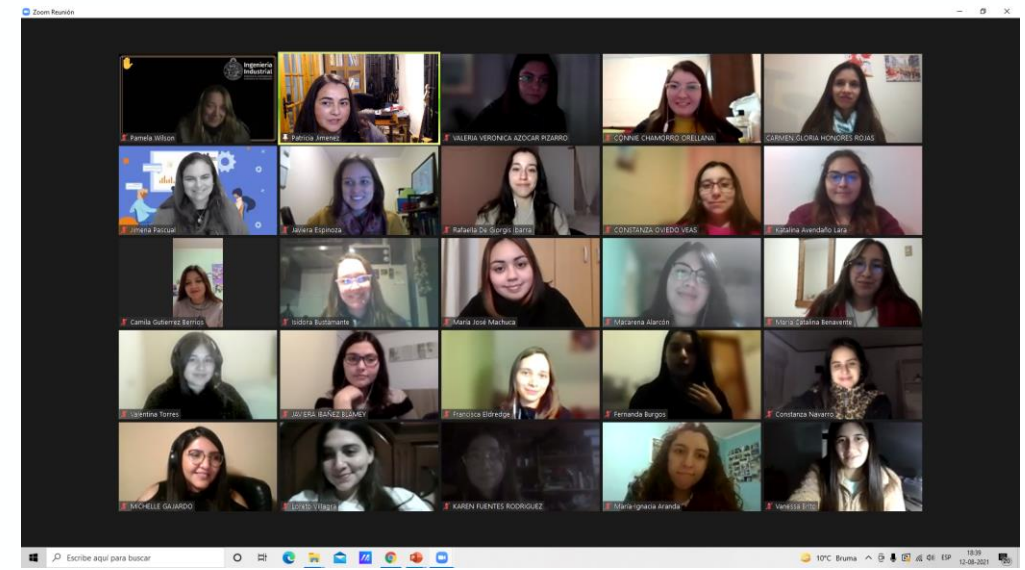 Zoom Reunión
Ingeniería
Industrial
Pamela Wilson
Patricia Jimenez
VALERIA VERONICA AZOCAR PIZARRO
CONNIE CHAMORRO ORELLANA
CARMEN GLORIA HONORES ROJAS
Jimena Pascual
Javiera Espinoza
Rafaella De Giorgis Ibarra
CONSTANZA OVIEDO VEAS
Katalina Avendaño Lara
Camila Gutierrez Berrios
Isidora Bustamante
María José Machuca
Macarena Alarcón
Maria Catalina Benavente
Valentina Torres
JAVIERA IBAÑEZ BLAMEY
Francisca Eldredge
Fernanda Burgos
Constanza Navarro
MICHELLE GAJARDO
Loreto Villagra
KAREN FUENTES RODRIGUEZ
Maria-Ignacia Aranda
Vanessa Brito
Escribe aquí para buscar
10°C Bruma
ESP
18:39
12-08-2021